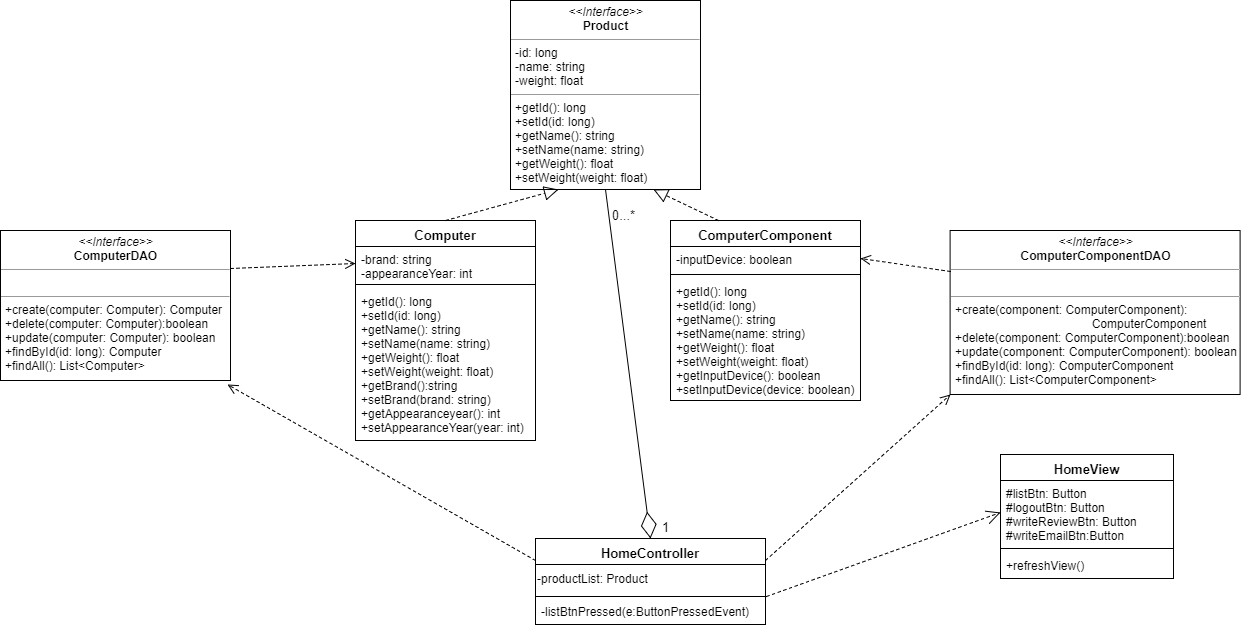 <<Interface>>
Product
-id: long
-name: string
-weight: float
+getId(): long
+setId(id: long)
+getName(): string
+setName(name: string)
+getWeight(): float
+setWeight(weight: float)
0...*
<<Interface>>
ComputerDAO
+create(computer: Computer): Computer
+delete(computer: Computer):boolean
+update(computer: Computer): boolean
+findById(id: long): Computer
+findAll(): List<Computer>
Computer
-brand: string
-appearanceYear: int
+getId(): long
+setId(id: long)
+getName(): string
+setName(name: string)
+getWeight(): float
+setWeight(weight: float)
+getBrand():string
+setBrand(brand: string)
+getAppearanceyear(): int
+setAppearanceYear(year: int)
ComputerComponent
-inputDevice: boolean
+getId(): long
+setId(id: long)
+getName(): string
+setName(name: string)
+getWeight(): float
+setWeight(weight: float)
+getInputDevice(): boolean
+setInputDevice(device: boolean)
<<Interface>>
ComputerComponentDAO
+create(component: ComputerComponent):
ComputerComponent
+delete(component: ComputerComponent):boolean
+update(component: ComputerComponent): boolean
+findById(id: long): ComputerComponent
+findAll(): List<ComputerComponent>
1
HomeController
-productList: Product
-listBtnPressed(e:ButtonPressedEvent)
HomeView
#listBtn: Button
#logoutBtn: Button
#writeReviewBtn: Button
#writeEmailBtn:Button
+refreshView()